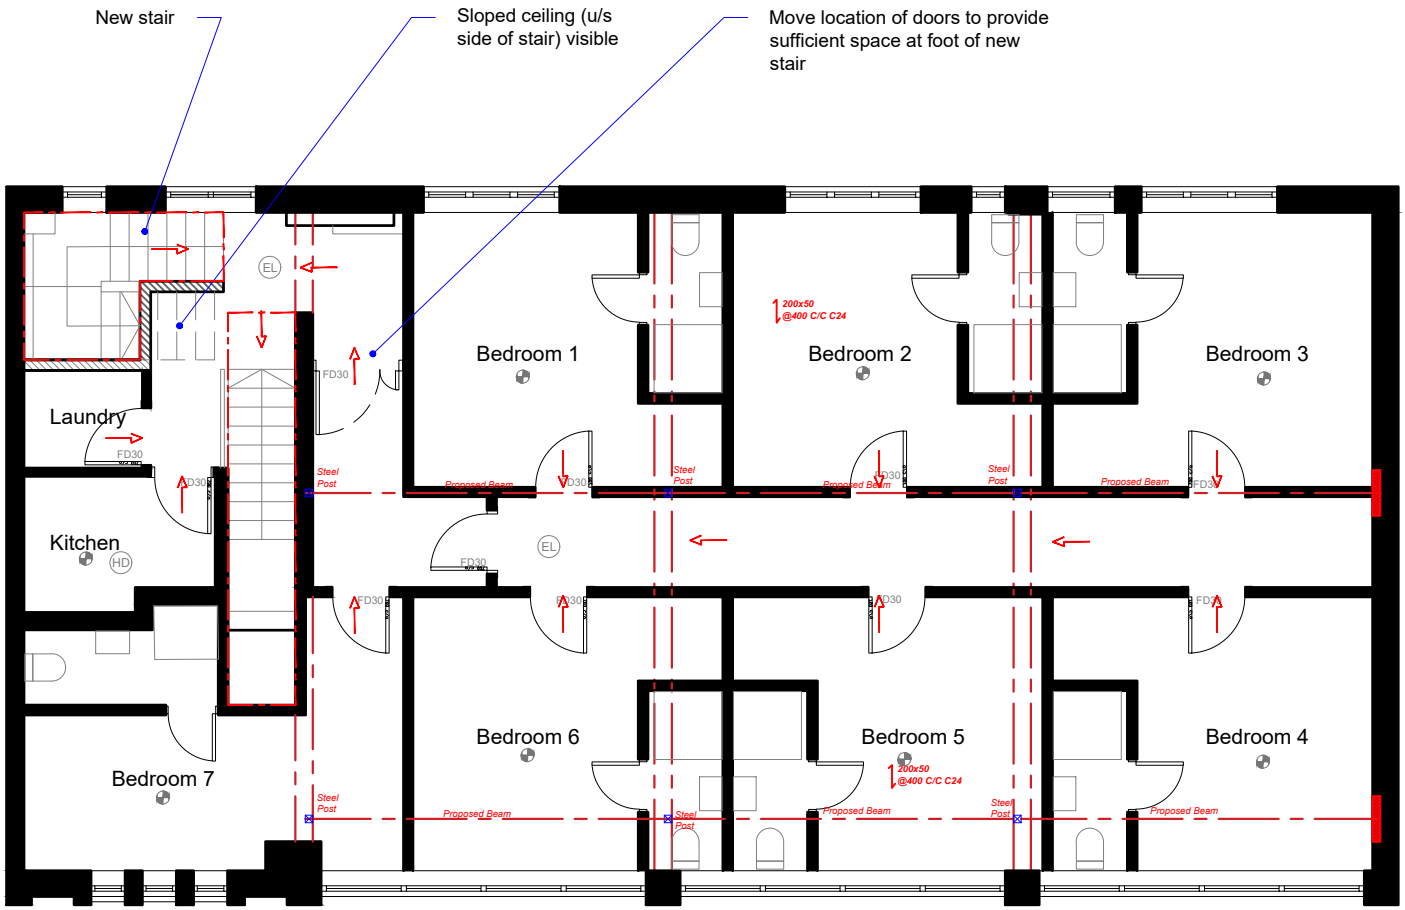 New stair
Sloped ceiling (u/s
side of stair) visible
Move location of doors to provide
sufficient space at foot of new
stair
EL
200x50
@400 C/C C24
Bedroom 1
Bedroom 2
Bedroom 3
FD30
Laundry
FD30
Steel
Post
Steel
Post
Steel
Post
FD30
Proposed Beam
FD30
Proposed Beam
FD30
Proposed Beam
FD30
Kitchen
HD
EL
FD30
FD30
FD30
FD30
FD30
Bedroom 6
Bedroom 5
Bedroom 4
200x50
@400 C/C C24
Bedroom 7
Steel
Post
Proposed Beam
Steel
Post
Proposed Beam
Steel
Post
Proposed Beam